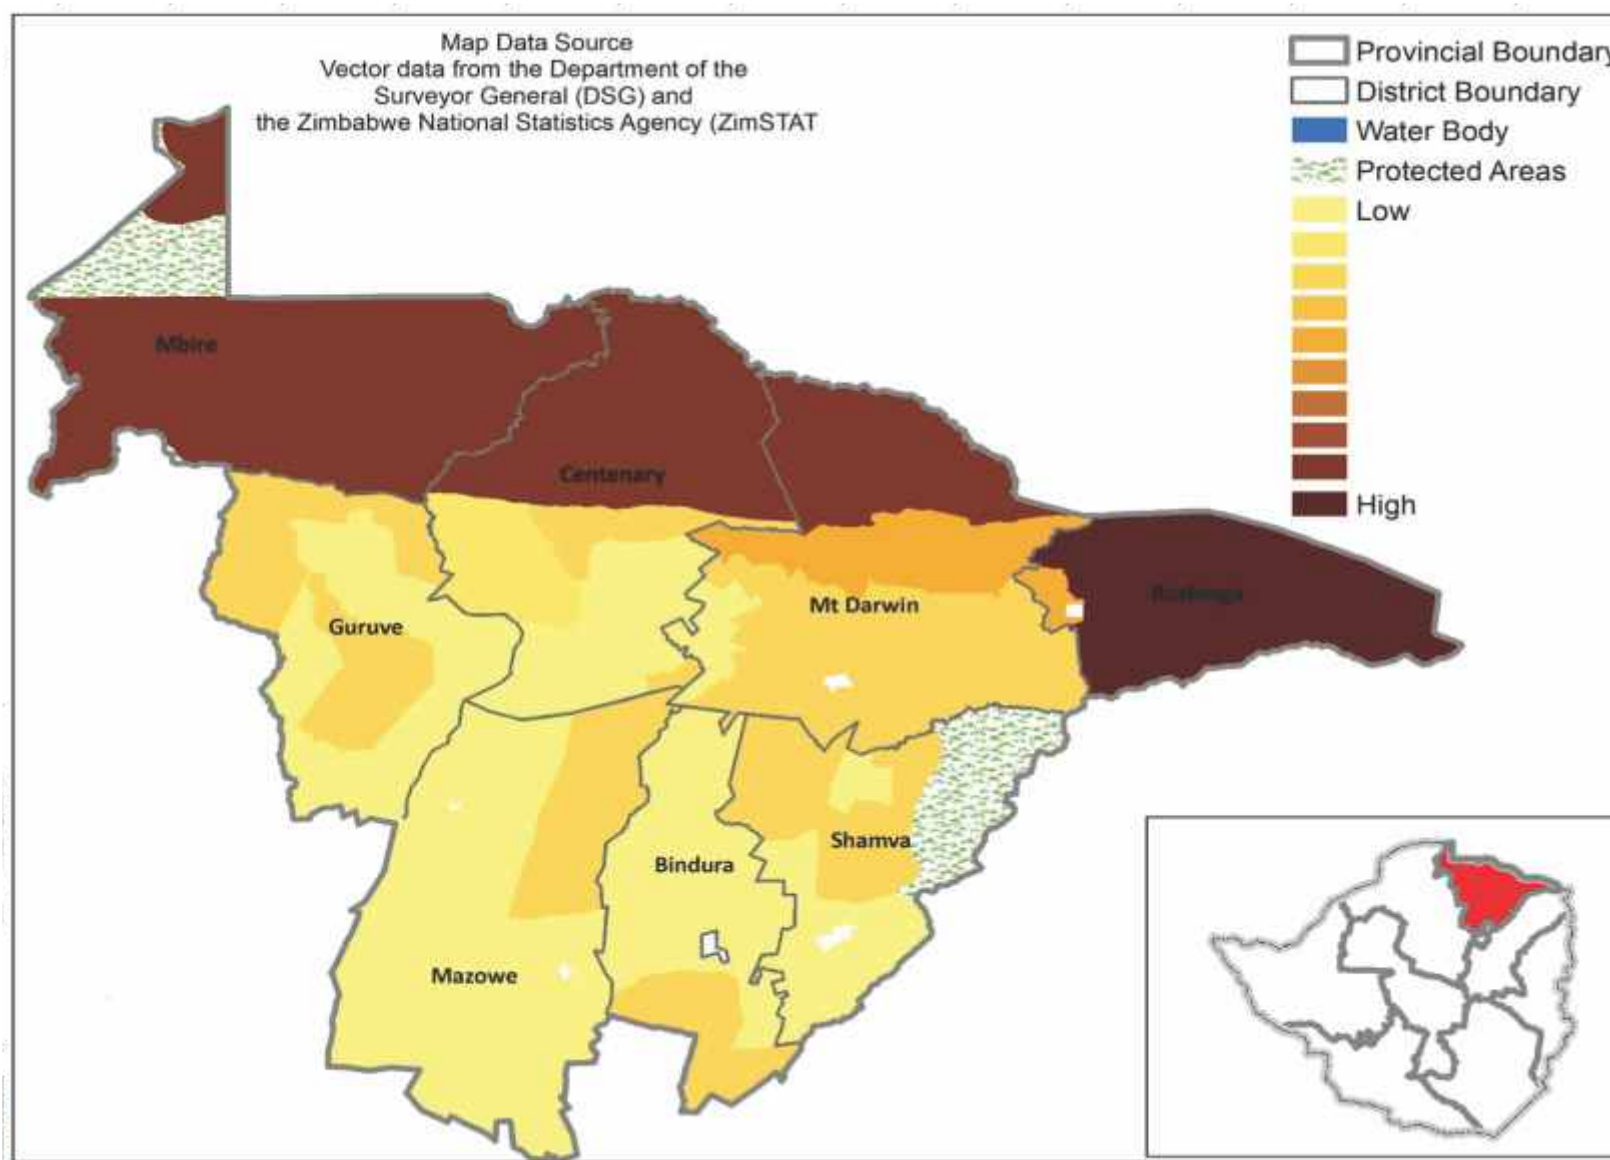 Map Data Source
Vector data from the Department of the
Surveyor General (DSG) and
the Zimbabwe National Statistics Agency (ZimSTAT
Provincial Boundary
District Boundary
Water Body
Protected Areas
Low
High
Mbire
Centenary
Mt Darwin
Guruve
Shamva
Bindura
Mazowe